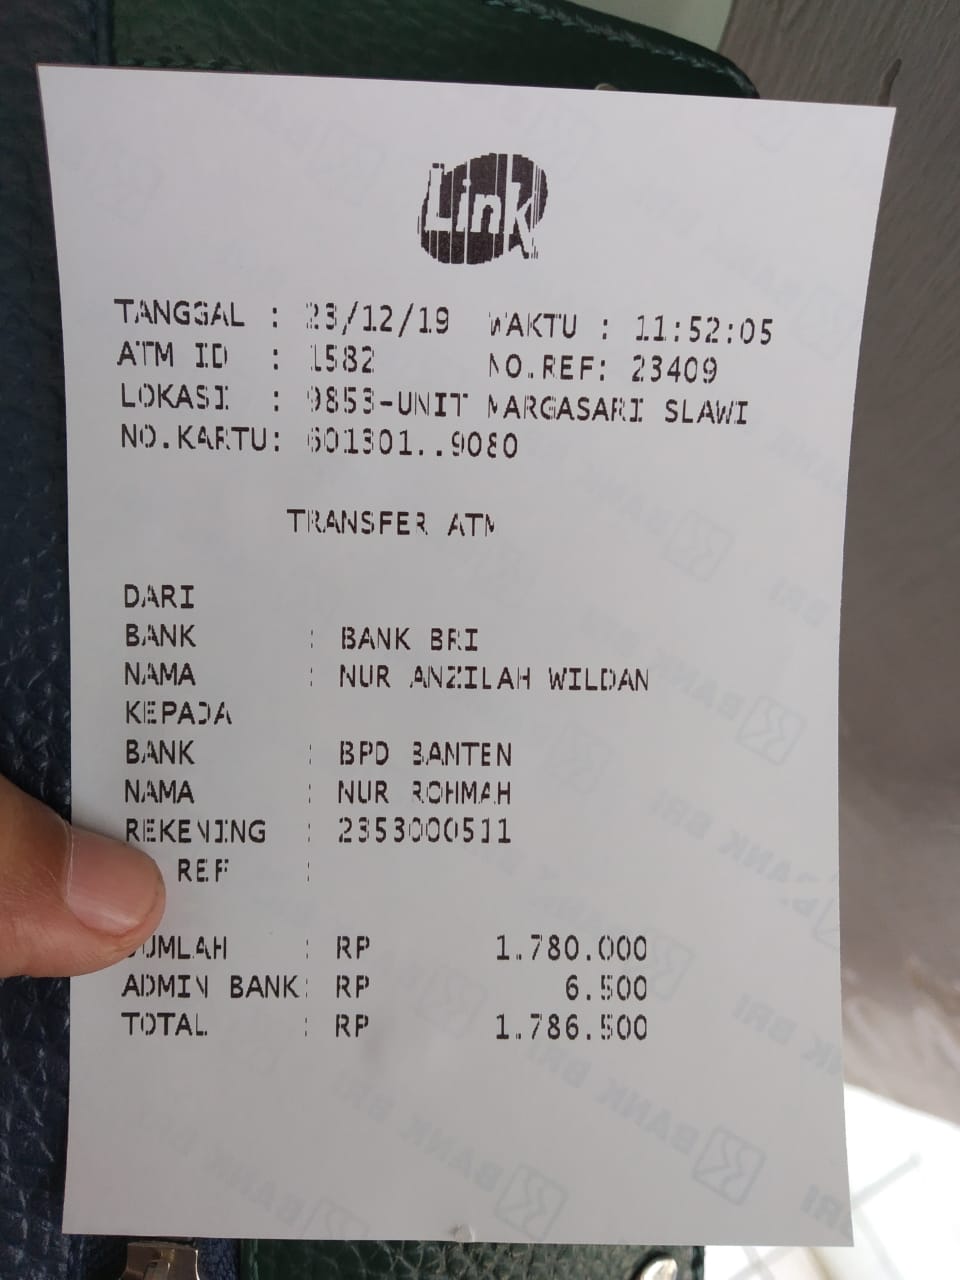 Link
TANGGAL : 23/12/19 WAKTU : 11:52:05
ATM ID : 1582 NO.REF: 23409
LOKASI : 9853-UNIT MARGASARI SLAWI
NO.KARTU: 601301..9080
TRANSFER ATM
DARI
BANK : BANK BRI
NAMA : NUR ANZILAH WILDAN
KEPADA
BANK : BPD BANTEN
NAMA : NUR ROHMAH
REKENING : 2353000511
REF :
JUMLAH : RP 1.780.000
ADMIN BANK: RP 6.500
TOTAL : RP 1.786.500